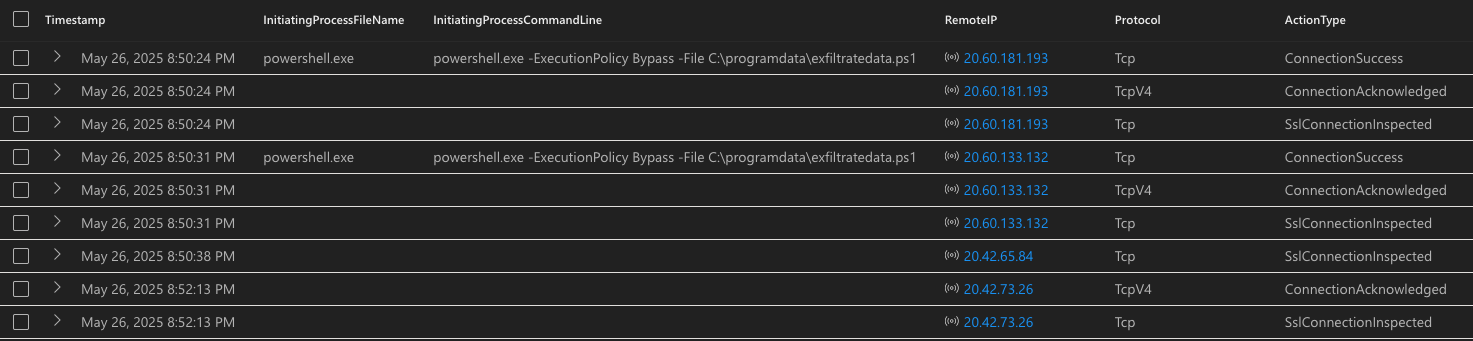 Timestamp InitiatingProcessFileName InitiatingProcessCommandLine RemoteIP Protocol ActionType
May 26, 2025 8:50:24 PM powershell.exe powershell.exe -ExecutionPolicy Bypass -File C:\programdata\exfiltratedata.ps1 20.60.181.193 Tcp ConnectionSuccess
May 26, 2025 8:50:24 PM 20.60.181.193 TcpV4 ConnectionAcknowledged
May 26, 2025 8:50:24 PM 20.60.181.193 Tcp SslConnectionInspected
May 26, 2025 8:50:31 PM powershell.exe powershell.exe -ExecutionPolicy Bypass -File C:\programdata\exfiltratedata.ps1 20.60.133.132 Tcp ConnectionSuccess
May 26, 2025 8:50:31 PM 20.60.133.132 TcpV4 ConnectionAcknowledged
May 26, 2025 8:50:31 PM 20.60.133.132 Tcp SslConnectionInspected
May 26, 2025 8:50:38 PM 20.42.65.84 Tcp SslConnectionInspected
May 26, 2025 8:52:13 PM 20.42.73.26 TcpV4 ConnectionAcknowledged
May 26, 2025 8:52:13 PM 20.42.73.26 Tcp SslConnectionInspected